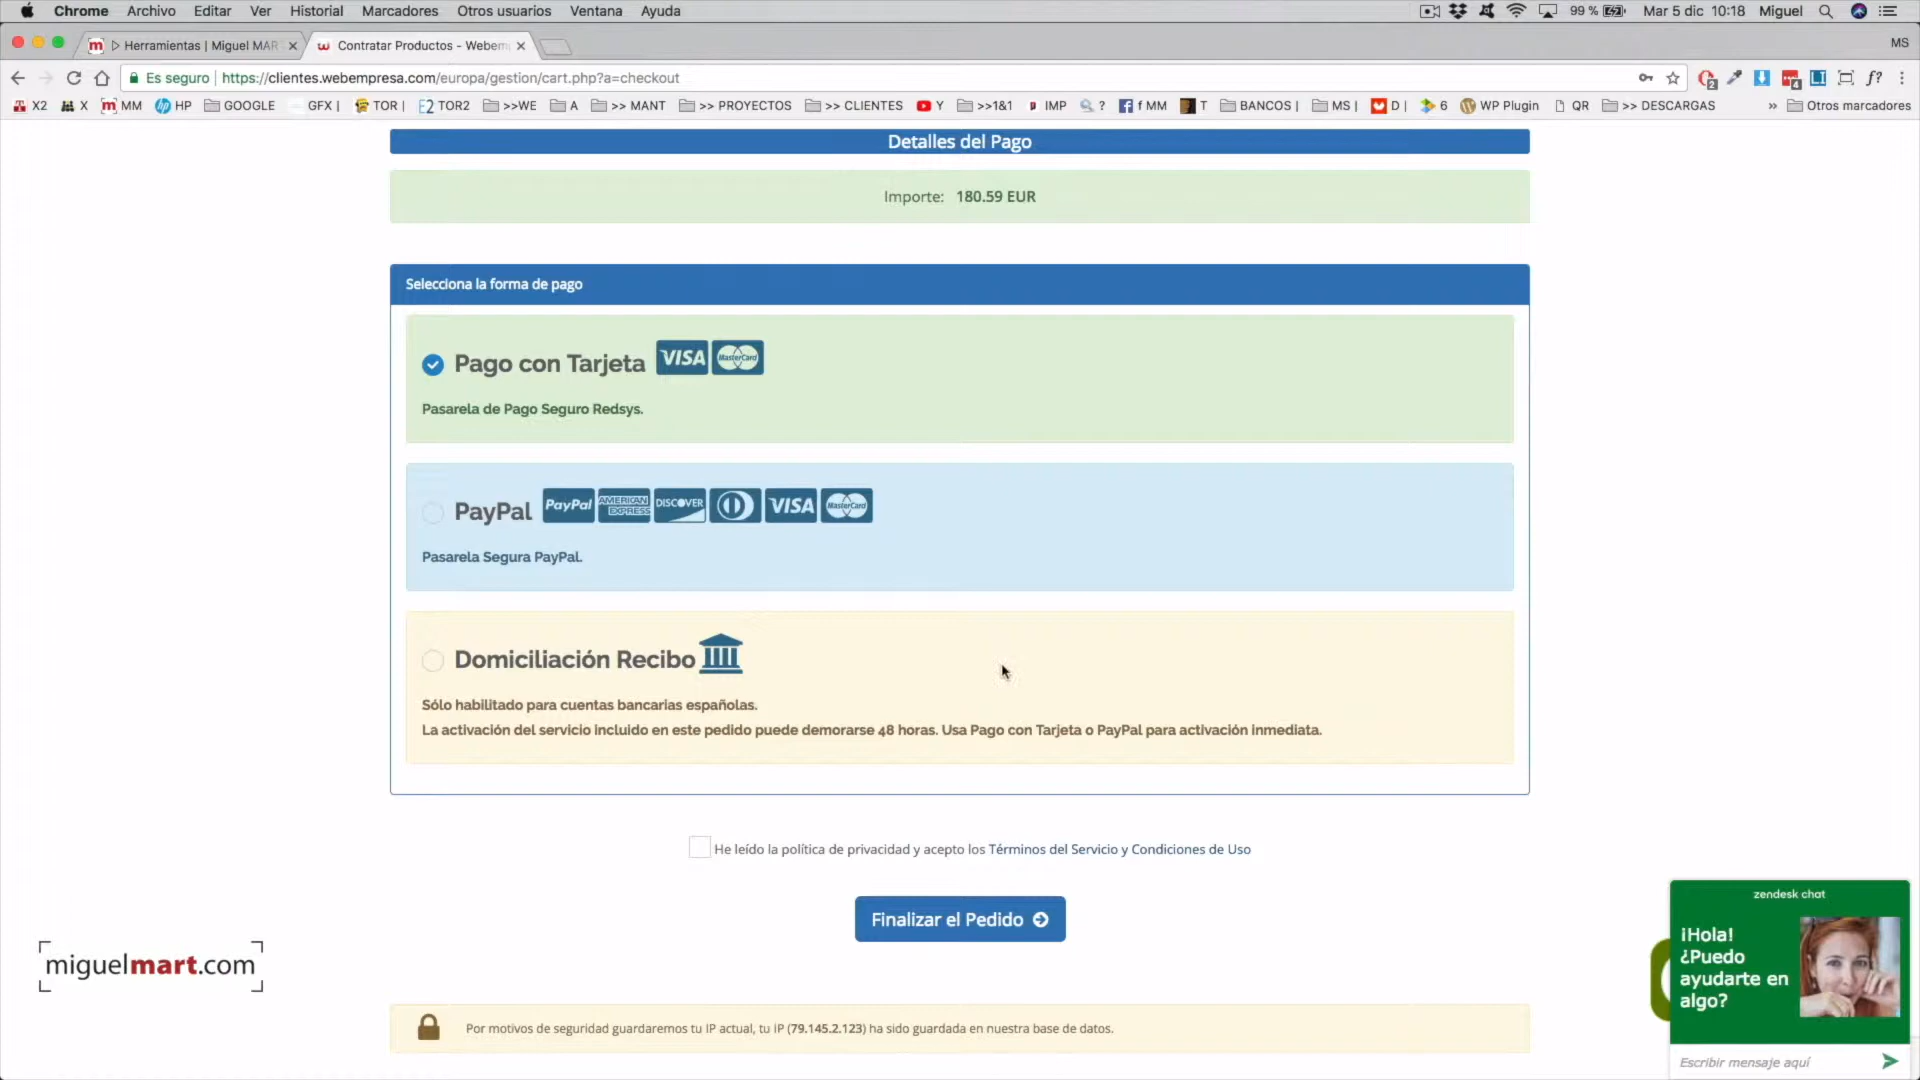 Chrome Archivo Editar Ver Historial Marcadores Otros usuarios Ventana Ayuda 99 % Mar 5 dic 10:18 Miguel
Herramientas | Miguel MAR Contratar Productos - Webem MS
Es seguro https://clientes.webempresa.com/europa/gestion/cart.php?a=checkout
X2 X MM HP GOOGLE GFX | TOR | TOR2 >>WE A >> MANT >> PROYECTOS >> CLIENTES Y >>1&1 IMP ? f MM T BANCOS | MS | D | 6 WP Plugin QR >> DESCARGAS » Otros marcadores
Detalles del Pago
Importe: 180.59 EUR
Selecciona la forma de pago
Pago con Tarjeta VISA MasterCard
Pasarela de Pago Seguro Redsys.
PayPal PayPal AMERICAN EXPRESS DISCOVER VISA MasterCard
Pasarela Segura PayPal.
Domiciliación Recibo
Sólo habilitado para cuentas bancarias españolas.
La activación del servicio incluido en este pedido puede demorarse 48 horas. Usa Pago con Tarjeta o PayPal para activación inmediata.
He leído la política de privacidad y acepto los Términos del Servicio y Condiciones de Uso
Finalizar el Pedido
miguelmart.com
Por motivos de seguridad guardaremos tu IP actual, tu IP (79.145.2.123) ha sido guardada en nuestra base de datos.
zendesk chat
¡Hola!
¿Puedo
ayudarte en
algo?
Escribir mensaje aquí